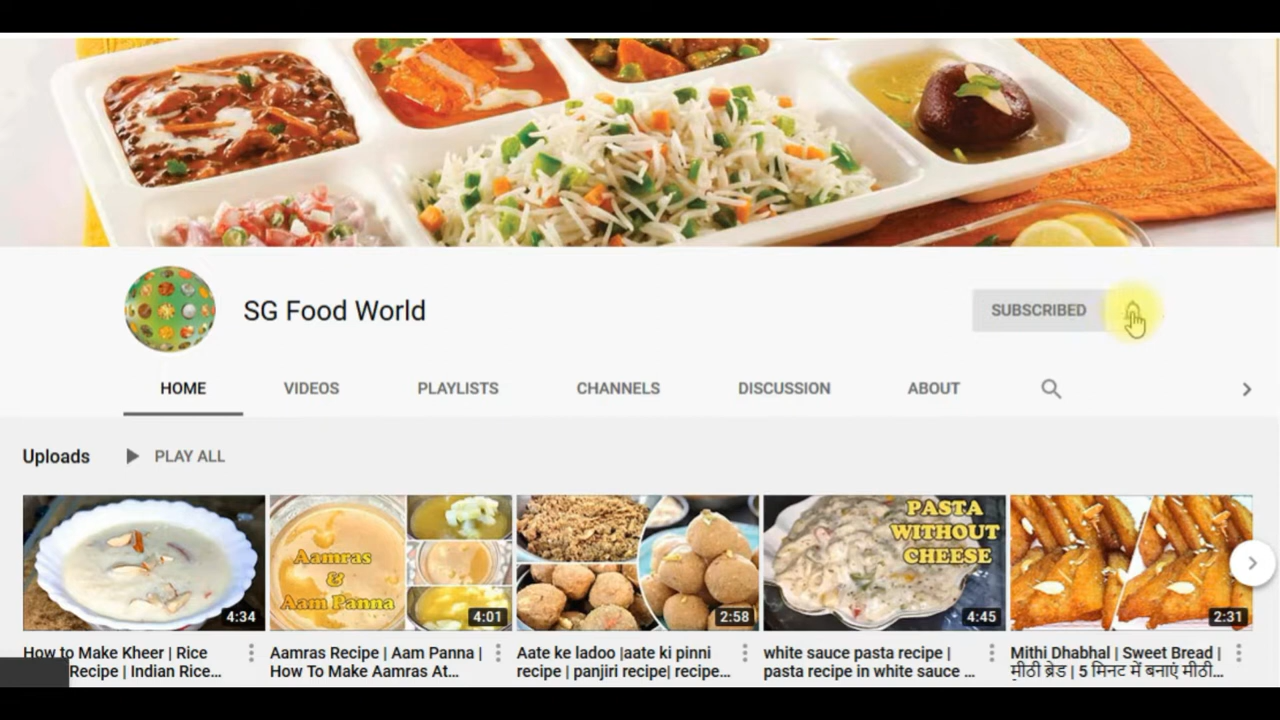 SG Food World
SUBSCRIBED
HOME VIDEOS PLAYLISTS CHANNELS DISCUSSION ABOUT
Uploads PLAY ALL
Aamras
&
Aam Panna
PASTA
WITHOUT
CHEESE
4:34 4:01 2:58 4:45 2:31
How to Make Kheer | Rice
Recipe | Indian Rice...
Aamras Recipe | Aam Panna |
How To Make Aamras At...
Aate ke ladoo |aate ki pinni
recipe | panjiri recipe| recipe...
white sauce pasta recipe |
pasta recipe in white sauce ...
Mithi Dhabhal | Sweet Bread |
मीठी ब्रेड | 5 मिनट में बनाएं मीठी...